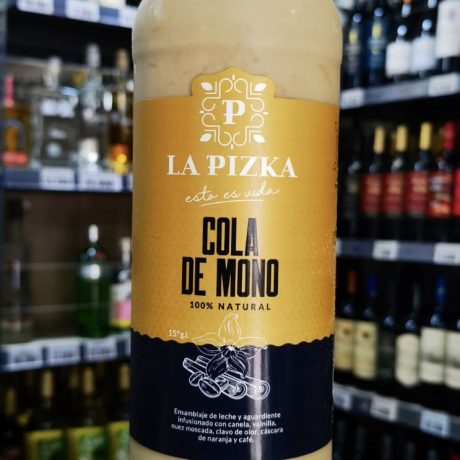 P
LA PIZKA
esto es vida
COLA
DE MONO
100% NATURAL
15°gl
Ensamblaje de leche y aguardiente
infusionado con canela, vainilla,
nuez moscada, clavo de olor, cáscara
de naranja y café.